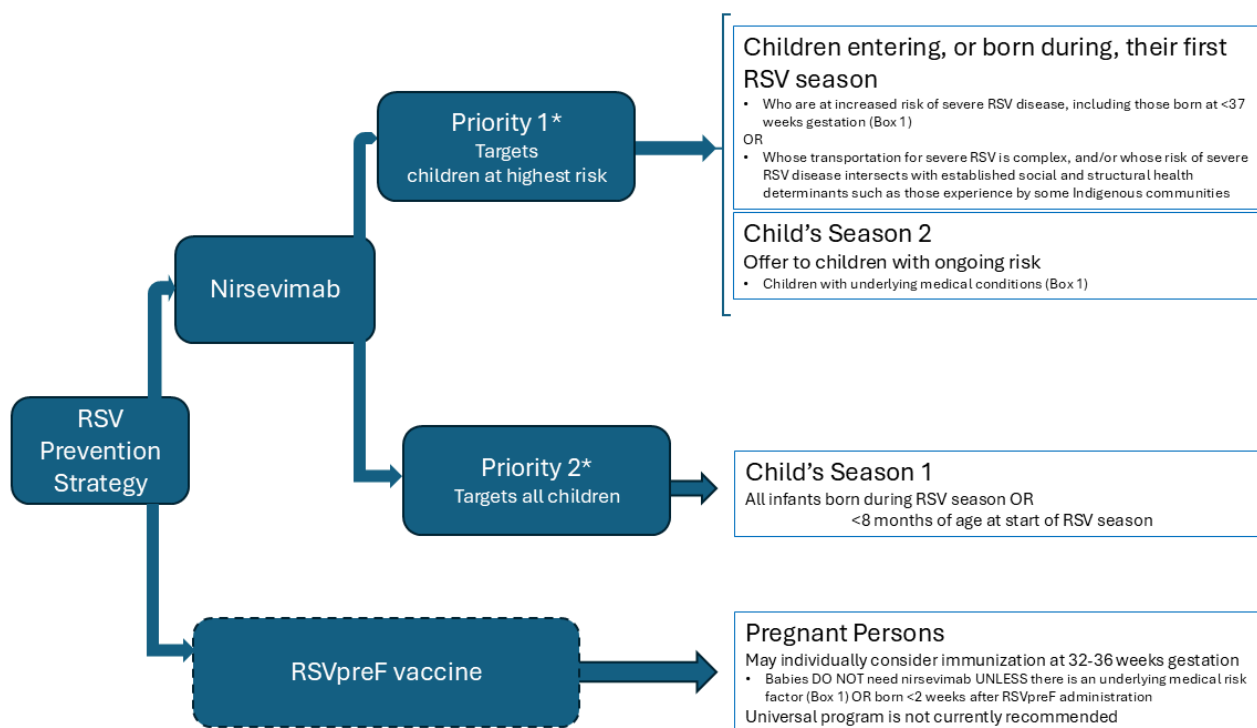 RSV
Prevention
Strategy
Nirsevimab
Priority 1*
Targets
children at highest risk
Children entering, or born during, their first
RSV season
• Who are at increased risk of severe RSV disease, including those born at <37
weeks gestation (Box 1)
OR
• Whose transportation for severe RSV is complex, and/or whose risk of severe
RSV disease intersects with established social and structural health
determinants such as those experience by some Indigenous communities
Child’s Season 2
Offer to children with ongoing risk
• Children with underlying medical conditions (Box 1)
Priority 2*
Targets all children
Child’s Season 1
All infants born during RSV season OR
<8 months of age at start of RSV season
RSVpreF vaccine
Pregnant Persons
May individually consider immunization at 32-36 weeks gestation
• Babies DO NOT need nirsevimab UNLESS there is an underlying medical risk
factor (Box 1) OR born <2 weeks after RSVpreF administration
Universal program is not currently recommended